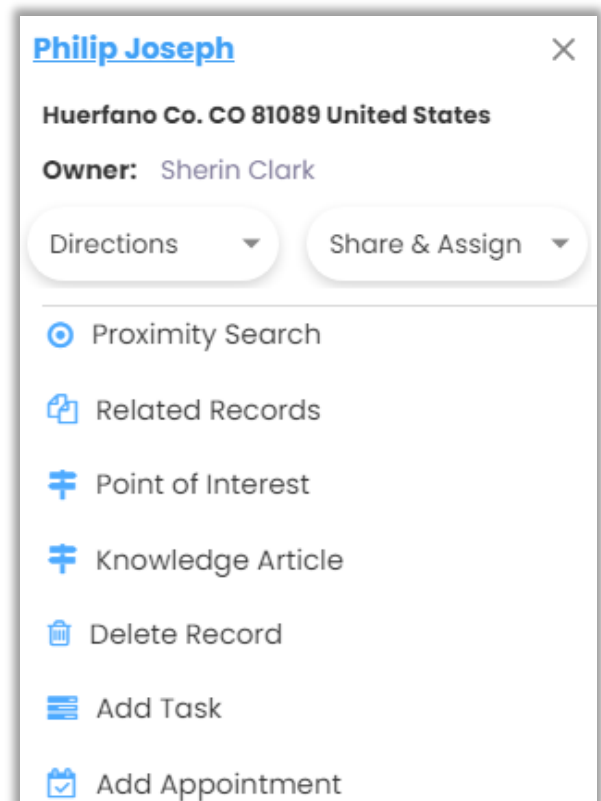 Philip Joseph
Huerfano Co. CO 81089 United States
Owner: Sherin Clark
Directions Share & Assign
Proximity Search
Related Records
Point of Interest
Knowledge Article
Delete Record
Add Task
Add Appointment